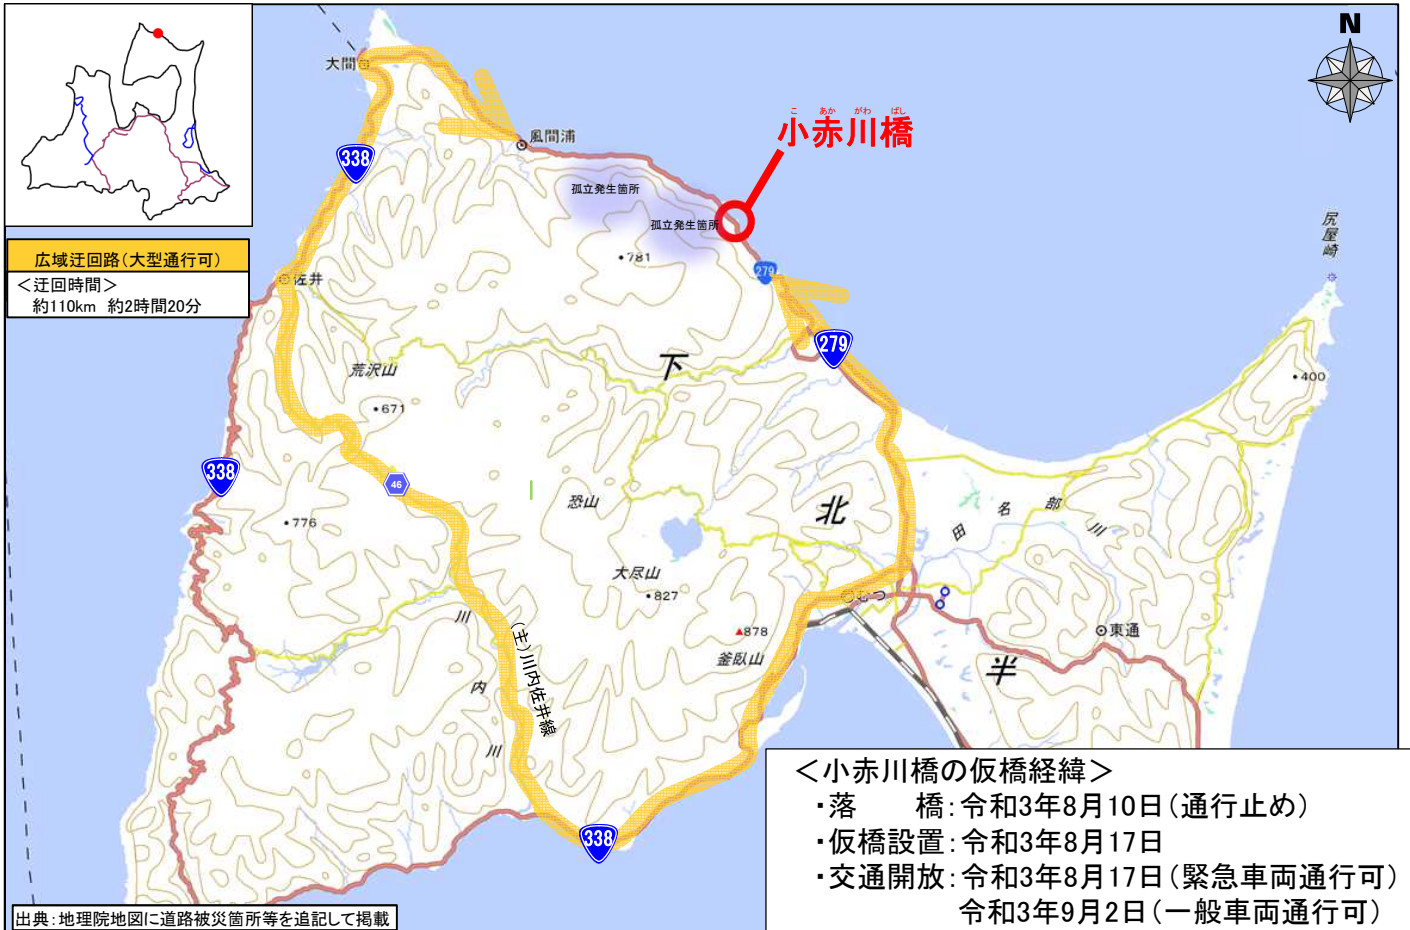 N
大間
風間浦
こ あか がわ ばし
小赤川橋
338
孤立発生箇所
孤立発生箇所
尻屋崎
広域迂回路(大型通行可)
781
279
佐井
<迂回時間>
約110km 約2時間20分
279
下
荒沢山
400
671
338
46
恐山
北
776
田名部川
大尽山
827
むつ
川内川
(主)川内佐井線
878
釜臥山
東通
半
338
<小赤川橋の仮橋経緯>
・落 橋:令和3年8月10日(通行止め)
・仮橋設置:令和3年8月17日
・交通開放:令和3年8月17日(緊急車両通行可)
令和3年9月2日(一般車両通行可)
出典:地理院地図に道路被災箇所等を追記して掲載